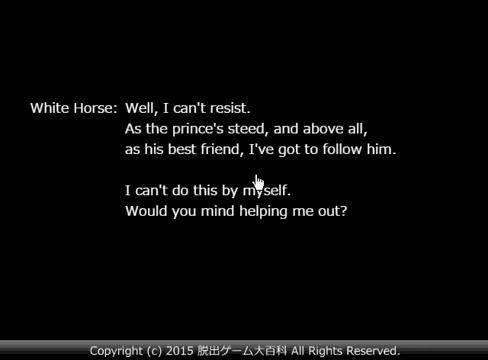 White Horse: Well, I can't resist.
As the prince's steed, and above all,
as his best friend, I've got to follow him.
I can't do this by myself.
Would you mind helping me out?
Copyright (c) 2015 脱出ゲーム大百科 All Rights Reserved.